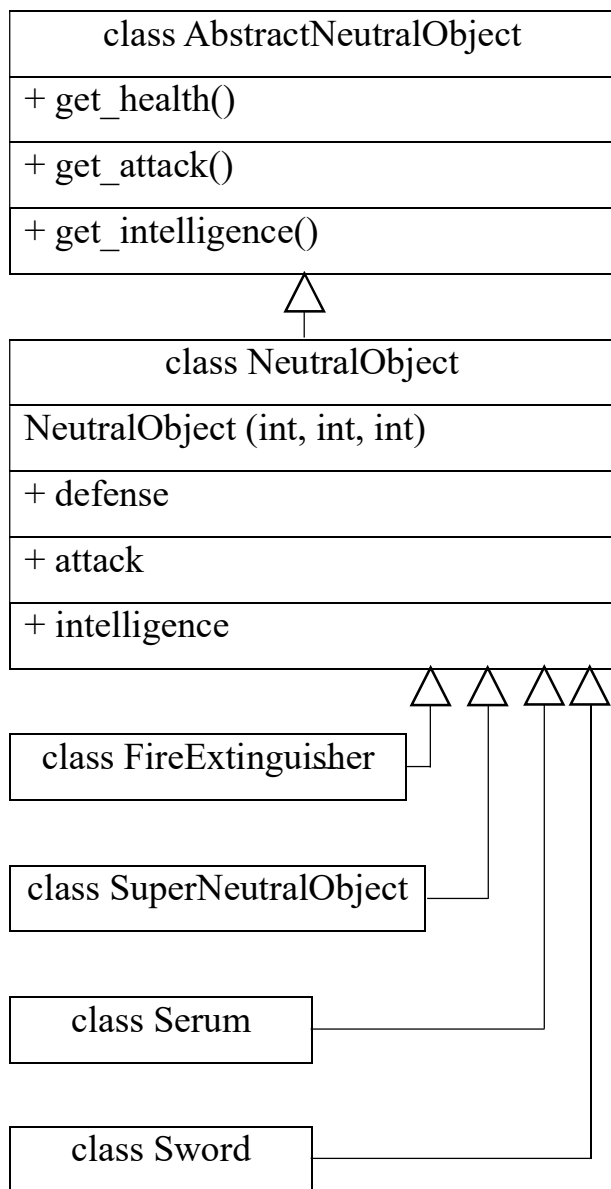 class AbstractNeutralObject
+ get_health()
+ get_attack()
+ get_intelligence()
class NeutralObject
NeutralObject (int, int, int)
+ defense
+ attack
+ intelligence
class FireExtinguisher
class SuperNeutralObject
class Serum
class Sword